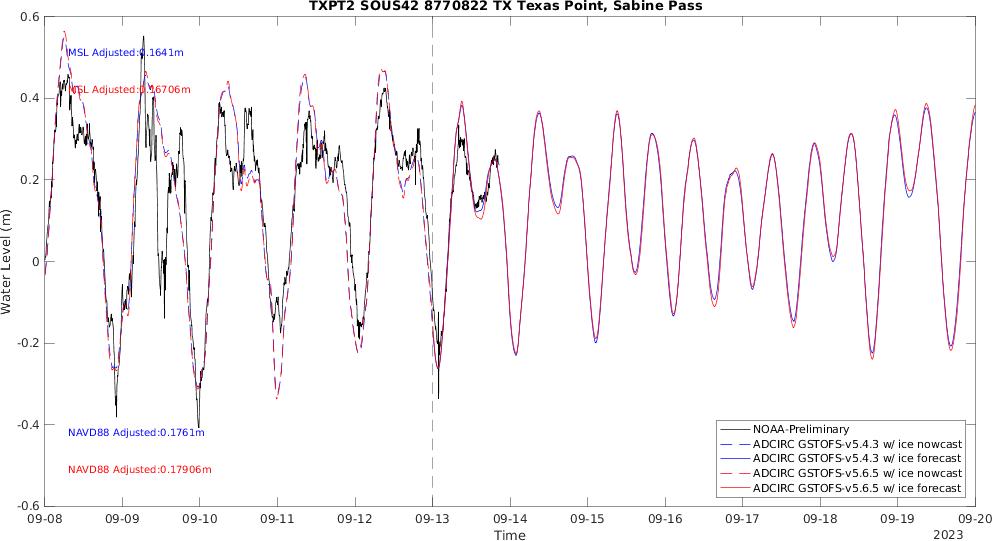 TXPT2 SOUS42 8770822 TX Texas Point, Sabine Pass
0.6
0.4
0.2
0
-0.2
-0.4
-0.6
Water Level (m)
MSL Adjusted:0.1641m
MSL Adjusted:0.16706m
NAVD88 Adjusted:0.1761m
NAVD88 Adjusted:0.17906m
NOAA-Preliminary
ADCIRC GSTOFS-v5.4.3 w/ ice nowcast
ADCIRC GSTOFS-v5.4.3 w/ ice forecast
ADCIRC GSTOFS-v5.6.5 w/ ice nowcast
ADCIRC GSTOFS-v5.6.5 w/ ice forecast
09-08 09-09 09-10 09-11 09-12 09-13 09-14 09-15 09-16 09-17 09-18 09-19 09-20
Time
2023